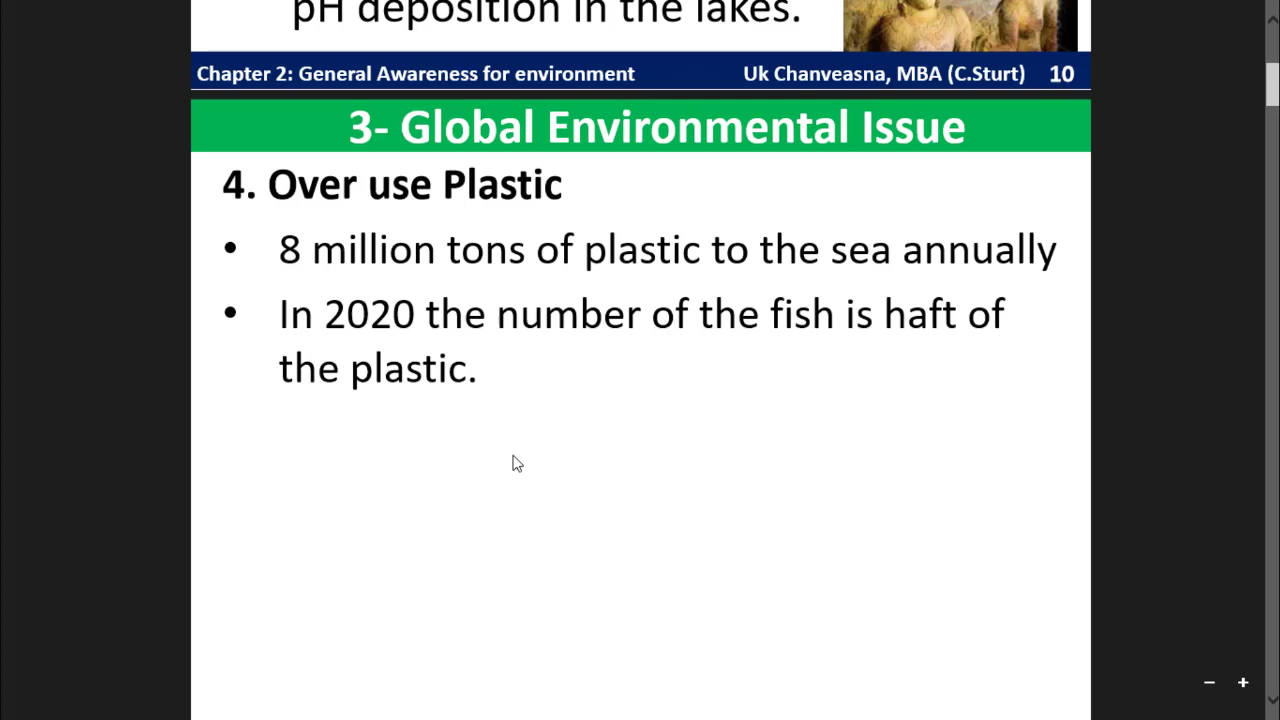 pH deposition in the lakes.
Chapter 2: General Awareness for environment Uk Chanveasna, MBA (C.Sturt) 10
3- Global Environmental Issue
4. Over use Plastic
• 8 million tons of plastic to the sea annually
• In 2020 the number of the fish is haft of
the plastic.